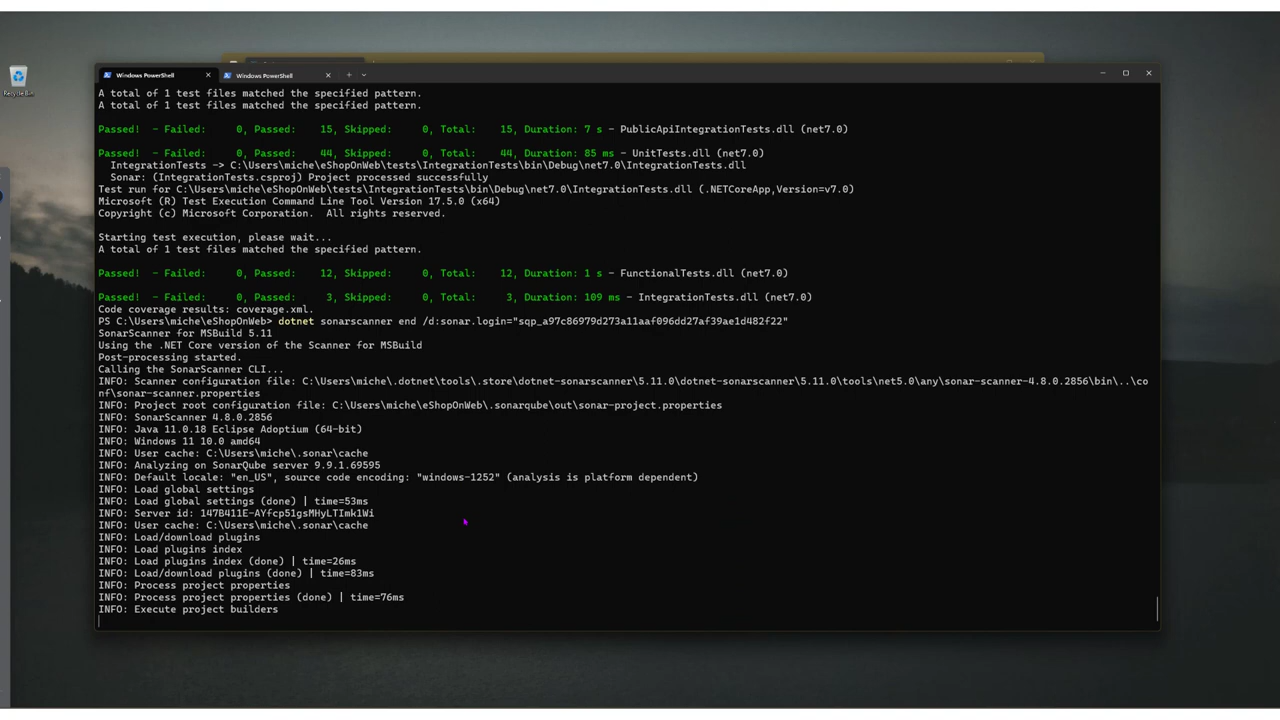 Recycle Bin
Windows PowerShell
Windows PowerShell
A total of 1 test files matched the specified pattern.
A total of 1 test files matched the specified pattern.
Passed!  - Failed:     0, Passed:    15, Skipped:     0, Total:    15, Duration: 7 s - PublicApiIntegrationTests.dll (net7.0)
Passed!  - Failed:     0, Passed:    44, Skipped:     0, Total:    44, Duration: 85 ms - UnitTests.dll (net7.0)
IntegrationTests -> C:\Users\miche\eShopOnWeb\tests\IntegrationTests\bin\Debug\net7.0\IntegrationTests.dll
Sonar: (IntegrationTests.csproj) Project processed successfully
Test run for C:\Users\miche\eShopOnWeb\tests\IntegrationTests\bin\Debug\net7.0\IntegrationTests.dll (.NETCoreApp,Version=v7.0)
Microsoft (R) Test Execution Command Line Tool Version 17.5.0 (x64)
Copyright (c) Microsoft Corporation.  All rights reserved.
Starting test execution, please wait...
A total of 1 test files matched the specified pattern.
Passed!  - Failed:     0, Passed:    12, Skipped:     0, Total:    12, Duration: 1 s - FunctionalTests.dll (net7.0)
Passed!  - Failed:     0, Passed:     3, Skipped:     0, Total:     3, Duration: 109 ms - IntegrationTests.dll (net7.0)
Code coverage results: coverage.xml.
PS C:\Users\miche\eShopOnWeb> dotnet sonarscanner end /d:sonar.login="sqp_a97c86979d273a11aaf096dd27af39ae1d482f22"
SonarScanner for MSBuild 5.11
Using the .NET Core version of the Scanner for MSBuild
Post-processing started.
Calling the SonarScanner CLI...
INFO: Scanner configuration file: C:\Users\miche\.dotnet\tools\.store\dotnet-sonarscanner\5.11.0\dotnet-sonarscanner\5.11.0\tools\net5.0\any\sonar-scanner-4.8.0.2856\bin\..\co
nf\sonar-scanner.properties
INFO: Project root configuration file: C:\Users\miche\eShopOnWeb\.sonarqube\out\sonar-project.properties
INFO: SonarScanner 4.8.0.2856
INFO: Java 11.0.18 Eclipse Adoptium (64-bit)
INFO: Windows 11 10.0 amd64
INFO: User cache: C:\Users\miche\.sonar\cache
INFO: Analyzing on SonarQube server 9.9.1.69595
INFO: Default locale: "en_US", source code encoding: "windows-1252" (analysis is platform dependent)
INFO: Load global settings
INFO: Load global settings (done) | time=53ms
INFO: Server id: 147B411E-AYfcp51gsMHyLTImk1Wi
INFO: User cache: C:\Users\miche\.sonar\cache
INFO: Load/download plugins
INFO: Load plugins index
INFO: Load plugins index (done) | time=26ms
INFO: Load/download plugins (done) | time=83ms
INFO: Process project properties
INFO: Process project properties (done) | time=76ms
INFO: Execute project builders